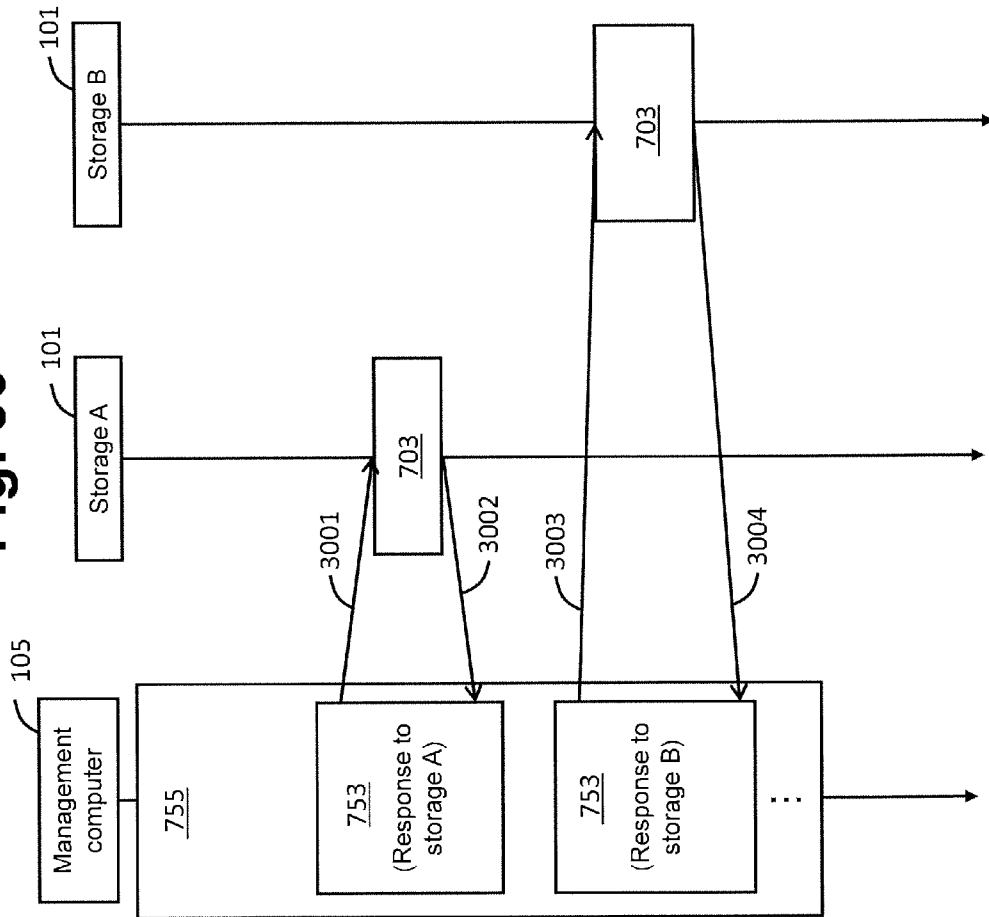 105
101
101
Management
computer
Storage A
Storage B
755
3001
753
(Response to
storage A)
703
3002
3003
753
(Response to
storage B)
703
3004
⋮